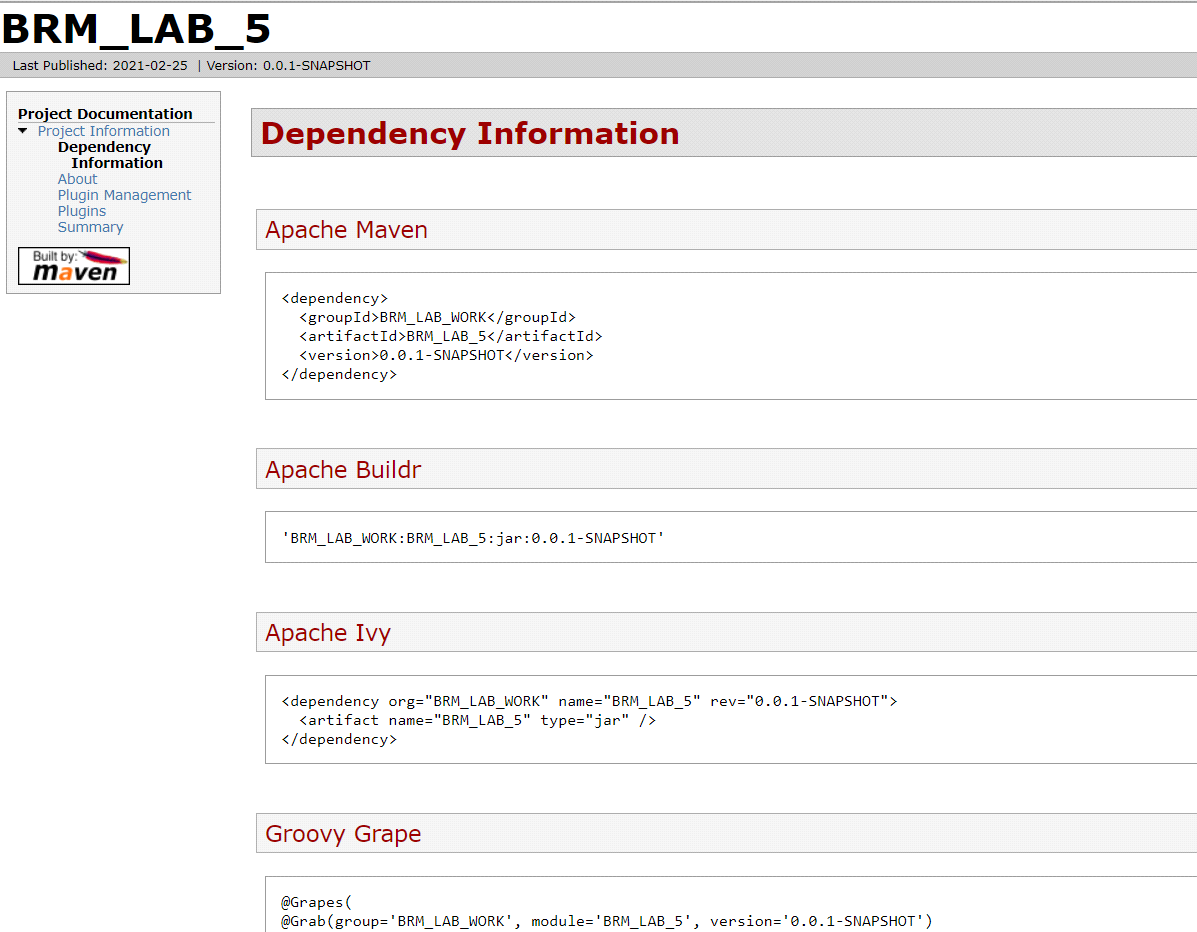 BRM_LAB_5
Last Published: 2021-02-25 | Version: 0.0.1-SNAPSHOT
Project Documentation
Project Information
Dependency
Information
About
Plugin Management
Plugins
Summary
Built by:
maven
Dependency Information
Apache Maven
<dependency>
  <groupId>BRM_LAB_WORK</groupId>
  <artifactId>BRM_LAB_5</artifactId>
  <version>0.0.1-SNAPSHOT</version>
</dependency>
Apache Buildr
'BRM_LAB_WORK:BRM_LAB_5:jar:0.0.1-SNAPSHOT'
Apache Ivy
<dependency org="BRM_LAB_WORK" name="BRM_LAB_5" rev="0.0.1-SNAPSHOT">
  <artifact name="BRM_LAB_5" type="jar" />
</dependency>
Groovy Grape
@Grapes(
@Grab(group='BRM_LAB_WORK', module='BRM_LAB_5', version='0.0.1-SNAPSHOT')